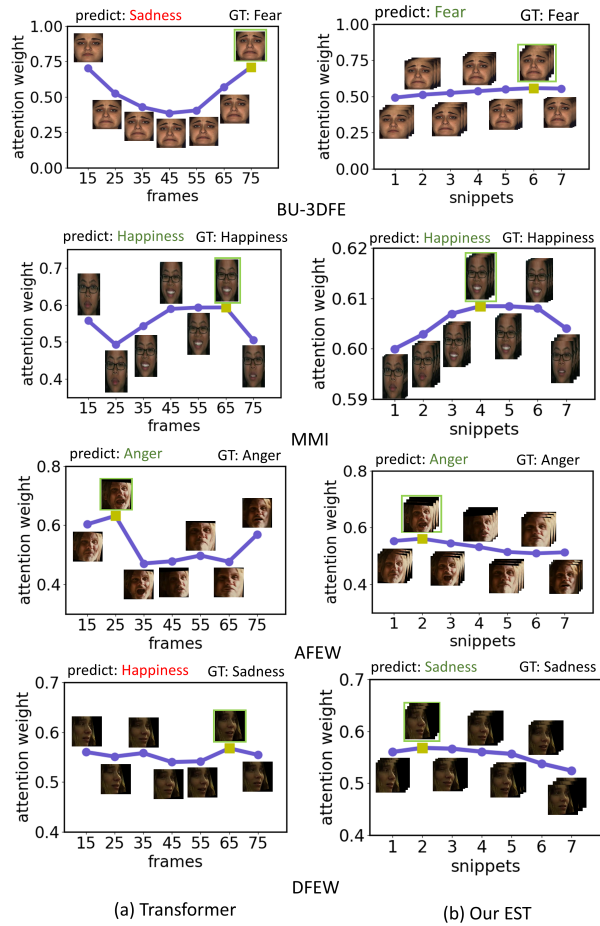 predict: Sadness GT: Fear
predict: Fear GT: Fear
attention weight
1.00
0.75
0.50
0.25
0.00
15 25 35 45 55 65 75
frames
attention weight
1.00
0.75
0.50
0.25
0.00
1 2 3 4 5 6 7
snippets
BU-3DFE
predict: Happiness GT: Happiness
predict: Happiness GT: Happiness
attention weight
0.7
0.6
0.5
0.4
15 25 35 45 55 65 75
frames
attention weight
0.62
0.61
0.60
0.59
1 2 3 4 5 6 7
snippets
MMI
predict: Anger GT: Anger
predict: Anger GT: Anger
attention weight
0.8
0.6
0.4
15 25 35 45 55 65 75
frames
attention weight
0.8
0.6
0.4
1 2 3 4 5 6 7
snippets
AFEW
predict: Happiness GT: Sadness
predict: Sadness GT: Sadness
attention weight
0.7
0.6
0.5
0.4
15 25 35 45 55 65 75
frames
attention weight
0.7
0.6
0.5
0.4
1 2 3 4 5 6 7
snippets
DFEW
(a) Transformer
(b) Our EST